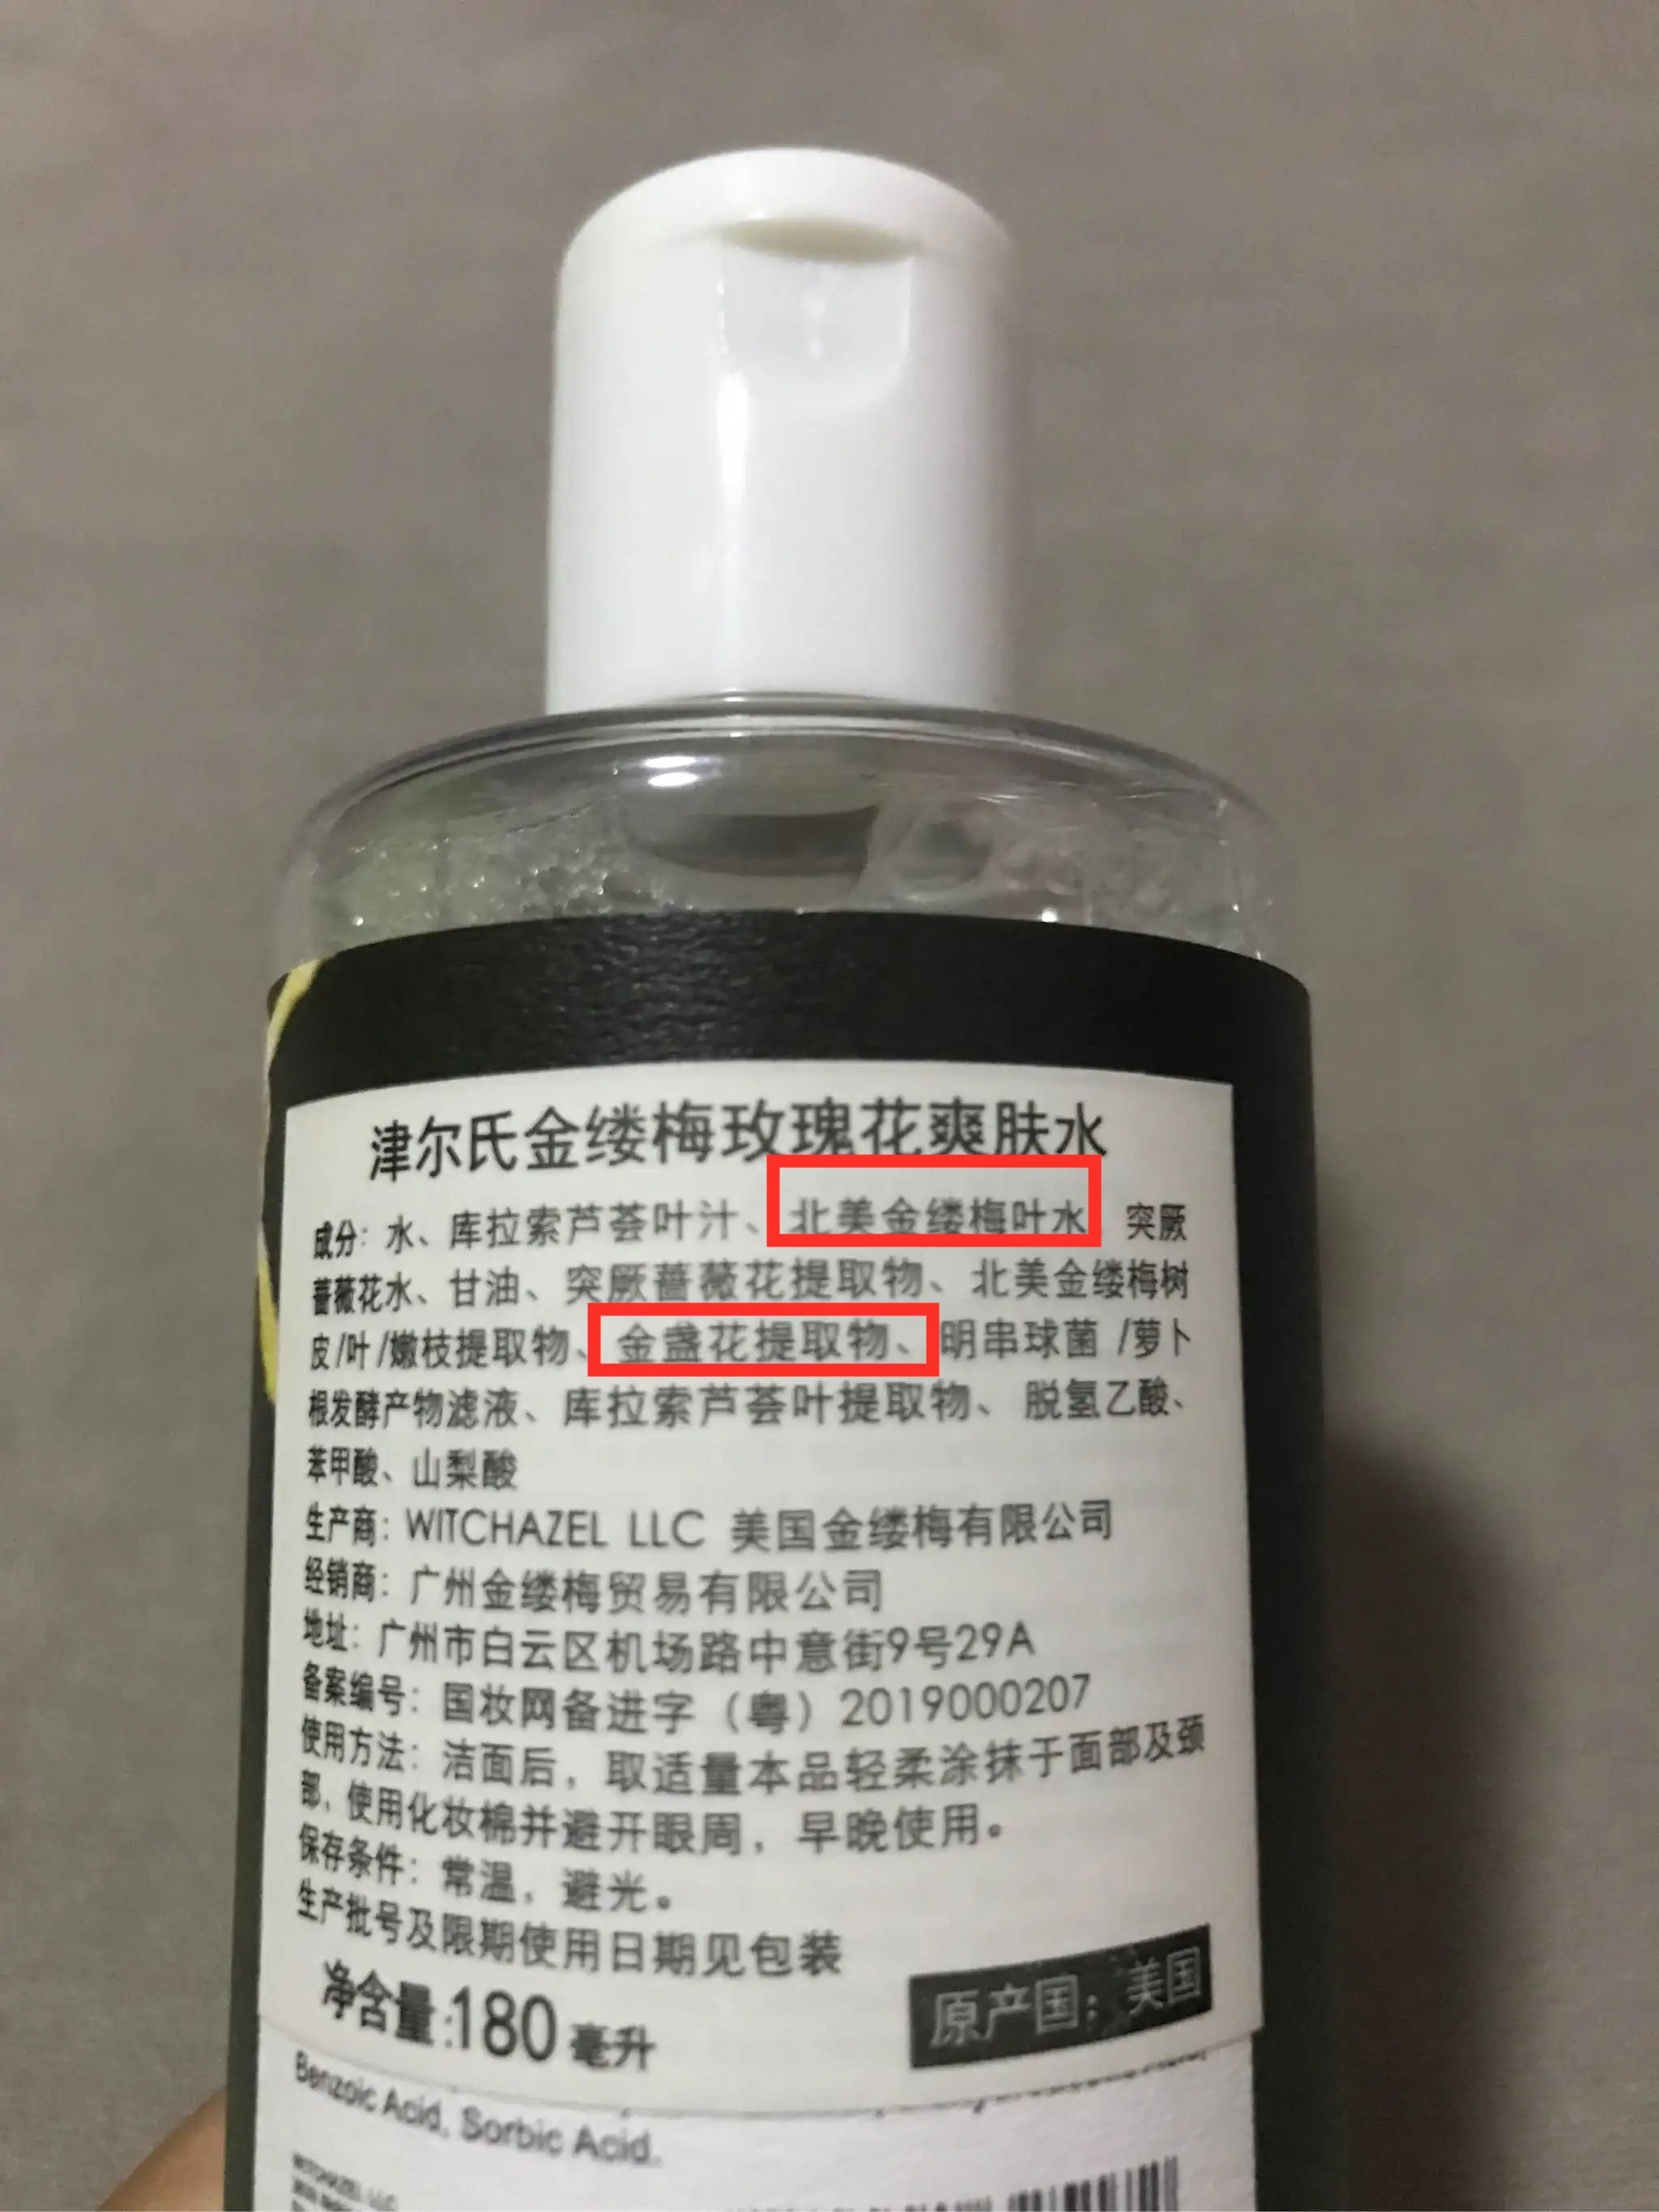 津尔氏金缕梅玫瑰花爽肤水
成分：水、库拉索芦荟叶汁、北美金缕梅叶水 突厥
蔷薇花水、甘油、突厥蔷薇花提取物、北美金缕梅树
皮/叶/嫩枝提取物、金盏花提取物、明串球菌/萝卜
根发酵产物滤液、库拉索芦荟叶提取物、脱氢乙酸、
苯甲酸、山梨酸
生产商：WITCHAZEL LLC 美国金缕梅有限公司
经销商：广州金缕梅贸易有限公司
地址：广州市白云区机场路中意街9号29A
备案编号：国妆网备进字（粤）2019000207
使用方法：洁面后，取适量本品轻柔涂抹于面部及颈
部，使用化妆棉并避开眼周，早晚使用。
保存条件：常温，避光。
生产批号及限期使用日期见包装
净含量:180毫升
原产国：美国
Benzoic Acid, Sorbic Acid.
WITCHAZEL LLC